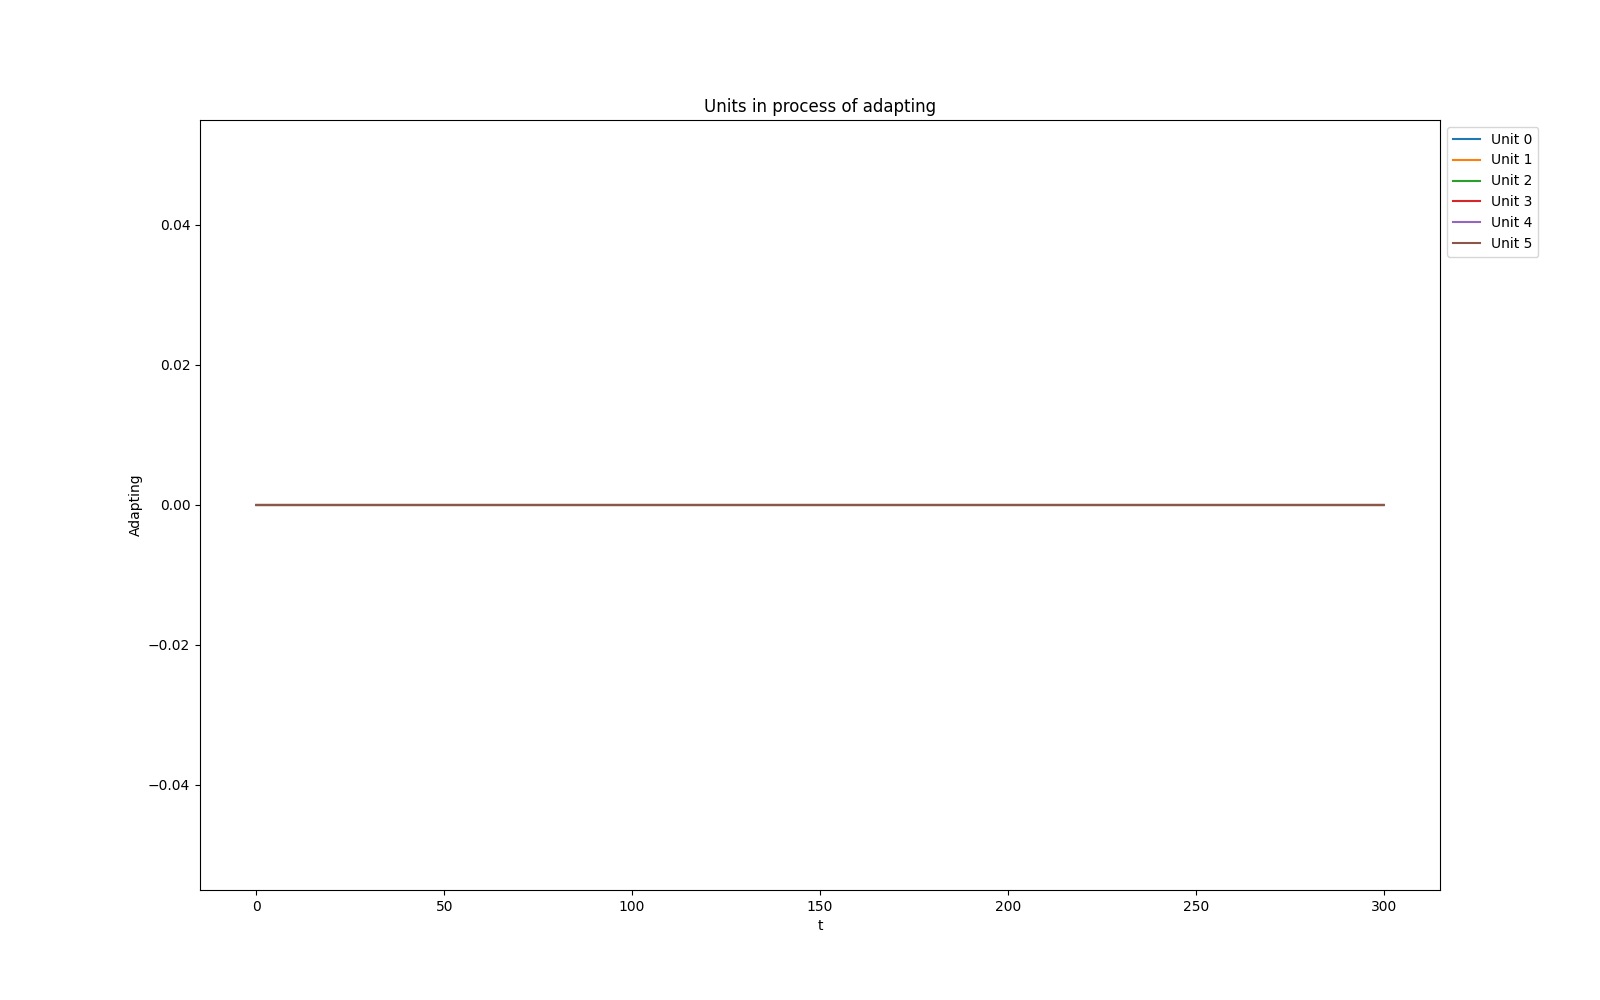 Units in process of adapting
Unit 0
Unit 1
Unit 2
Unit 3
Unit 4
Unit 5
0.04
0.02
0.00
−0.02
−0.04
Adapting
0
50
100
150
200
250
300
t